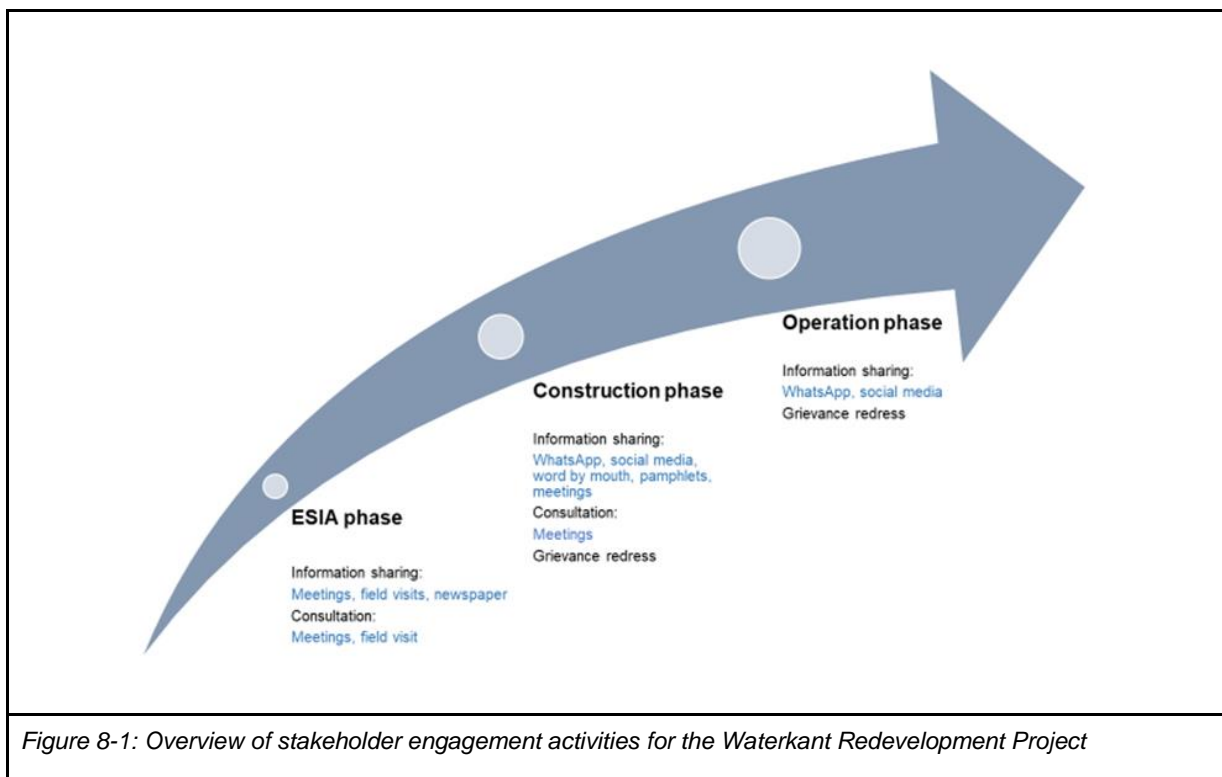 ESIA phase
Information sharing:
Meetings, field visits, newspaper
Consultation:
Meetings, field visit
Construction phase
Information sharing:
WhatsApp, social media,
word by mouth, pamphlets,
meetings
Consultation:
Meetings
Grievance redress
Operation phase
Information sharing:
WhatsApp, social media
Grievance redress
Figure 8-1: Overview of stakeholder engagement activities for the Waterkant Redevelopment Project